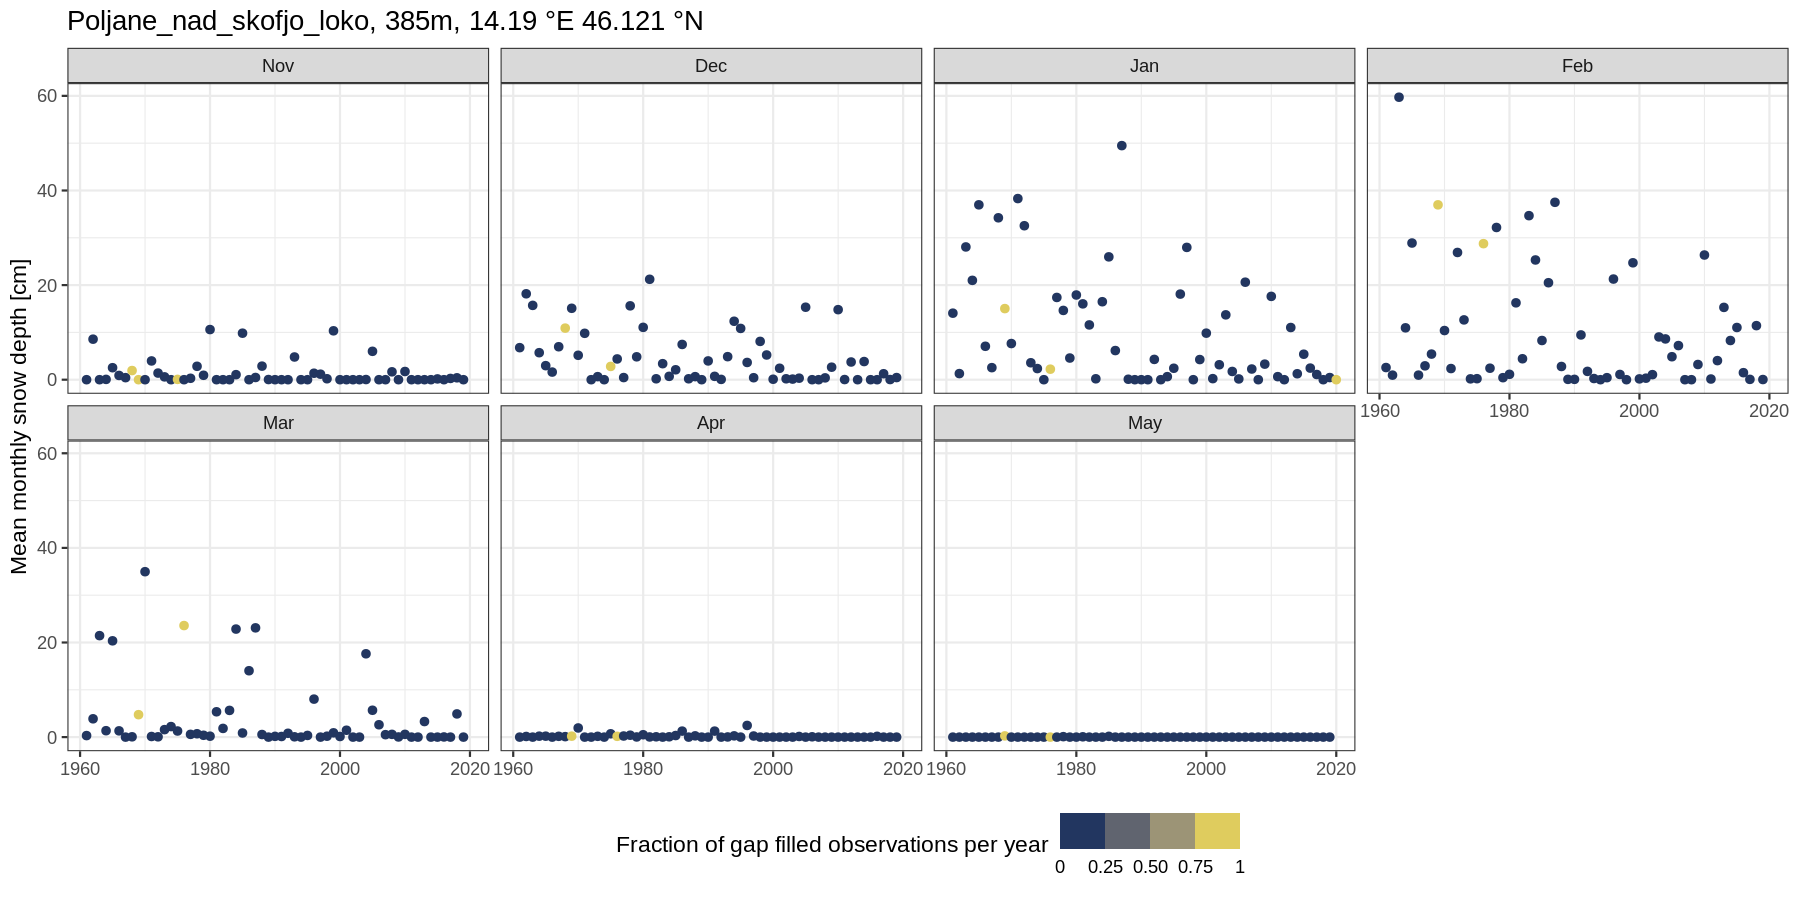 Poljane_nad_skofjo_loko, 385m, 14.19 °E 46.121 °N
Nov
Dec
Jan
Feb
60
40
20
0
1960 1980 2000 2020
Mar
Apr
May
60
40
20
0
1960 1980 2000 2020
1960 1980 2000 2020
1960 1980 2000 2020
Mean monthly snow depth [cm]
Fraction of gap filled observations per year
0 0.25 0.50 0.75 1